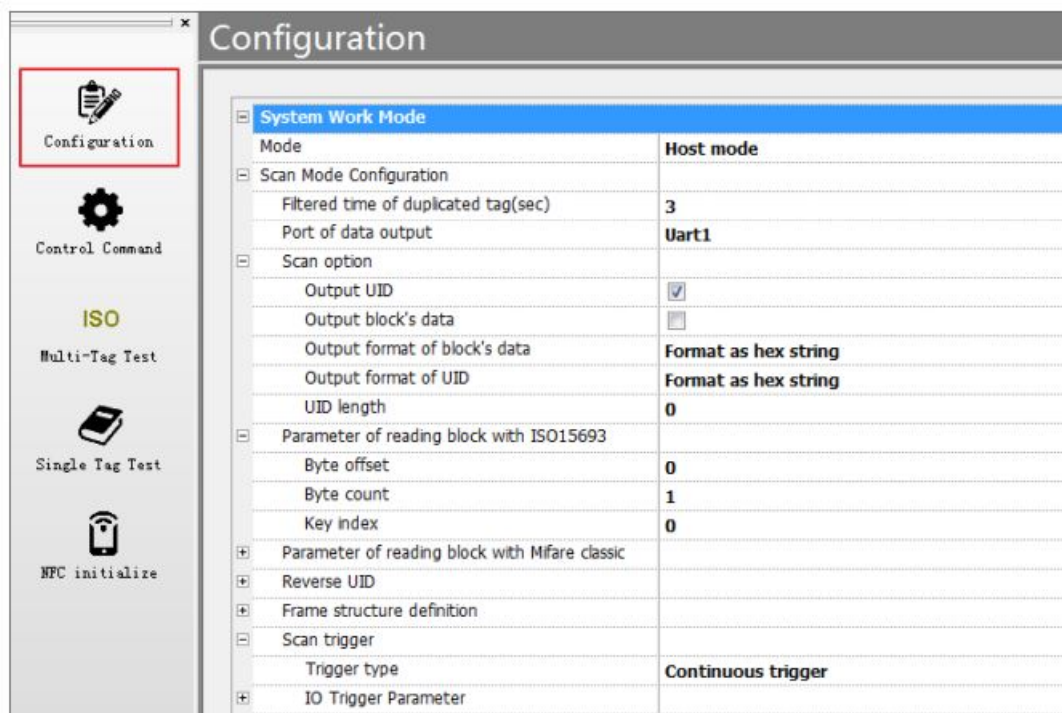 Configuration
Configuration
Control Command
ISO
Multi-Tag Test
Single Tag Test
NFC initialize
System Work Mode
Mode Host mode
Scan Mode Configuration
Filtered time of duplicated tag(sec) 3
Port of data output Uart1
Scan option
Output UID
Output block's data
Output format of block's data Format as hex string
Output format of UID Format as hex string
UID length 0
Parameter of reading block with ISO15693
Byte offset 0
Byte count 1
Key index 0
Parameter of reading block with Mifare classic
Reverse UID
Frame structure definition
Scan trigger
Trigger type Continuous trigger
IO Trigger Parameter